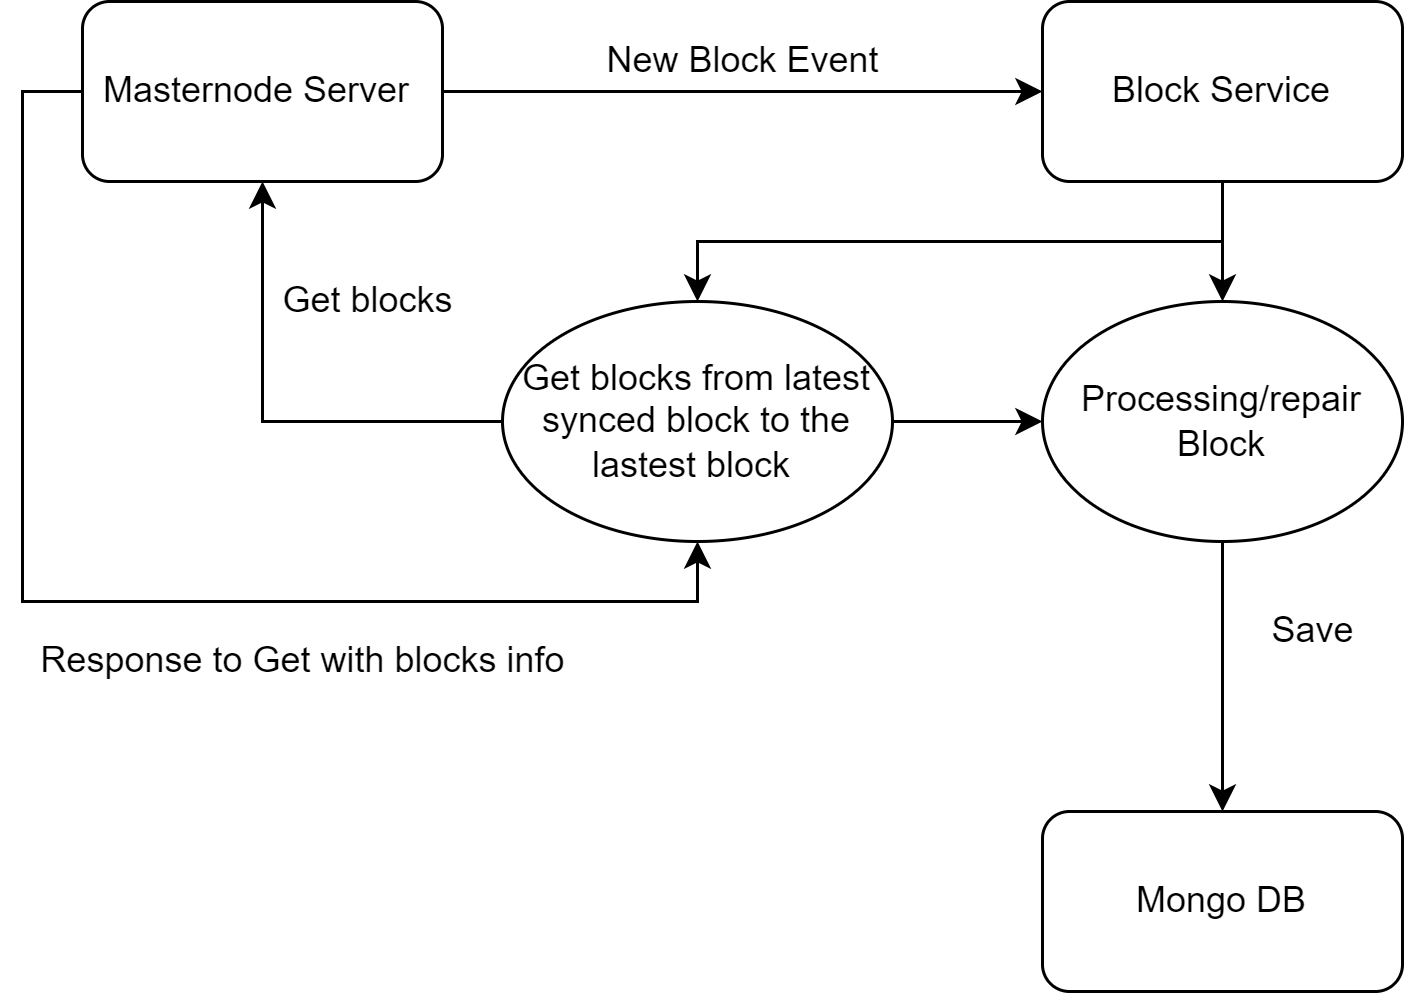 New Block Event
Masternode Server
Block Service
Get blocks
Get blocks from latest
synced block to the
lastest block
Processing/repair
Block
Save
Response to Get with blocks info
Mongo DB